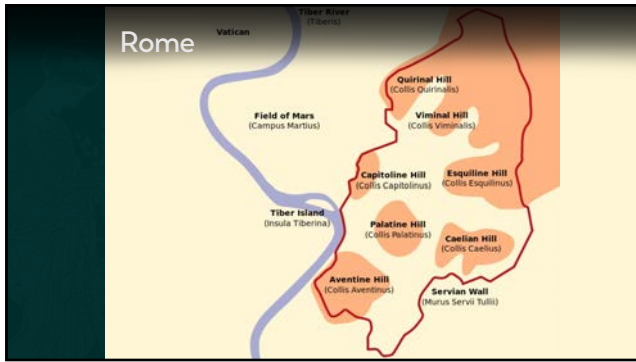 Tiber River
(Tiberis)
Vatican
Rome
Quirinal Hill
(Collis Quirinalis)
Field of Mars
(Campus Martius)
Viminal Hill
(Collis Viminalis)
Capitoline Hill
(Collis Capitolinus)
Esquiline Hill
(Collis Esquilinus)
Tiber Island
(Insula Tiberina)
Palatine Hill
(Collis Palatinus)
Caelian Hill
(Collis Caelius)
Aventine Hill
(Collis Aventinus)
Servian Wall
(Murus Servii Tullii)